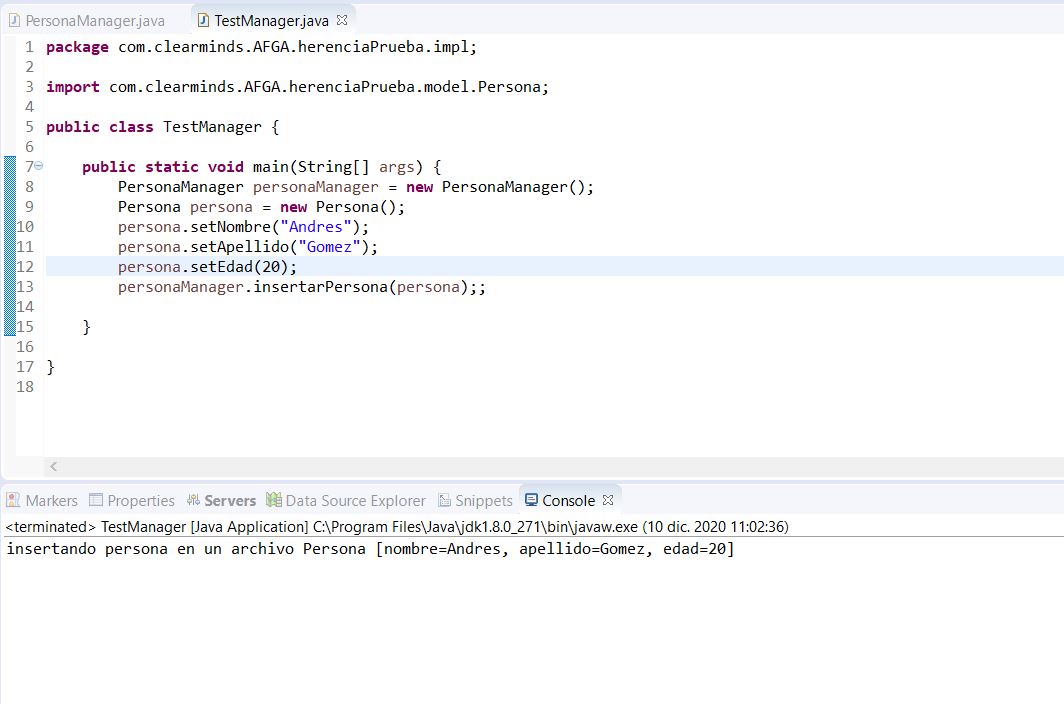 PersonaManager.java TestManager.java
1 package com.clearminds.AFGA.herenciaPrueba.impl;
2
3 import com.clearminds.AFGA.herenciaPrueba.model.Persona;
4
5 public class TestManager {
6
7 public static void main(String[] args) {
8 PersonaManager personaManager = new PersonaManager();
9 Persona persona = new Persona();
10 persona.setNombre("Andres");
11 persona.setApellido("Gomez");
12 persona.setEdad(20);
13 personaManager.insertarPersona(persona);;
14
15 }
16
17 }
18
Markers Properties Servers Data Source Explorer Snippets Console
<terminated> TestManager [Java Application] C:\Program Files\Java\jdk1.8.0_271\bin\javaw.exe (10 dic. 2020 11:02:36)
insertando persona en un archivo Persona [nombre=Andres, apellido=Gomez, edad=20]